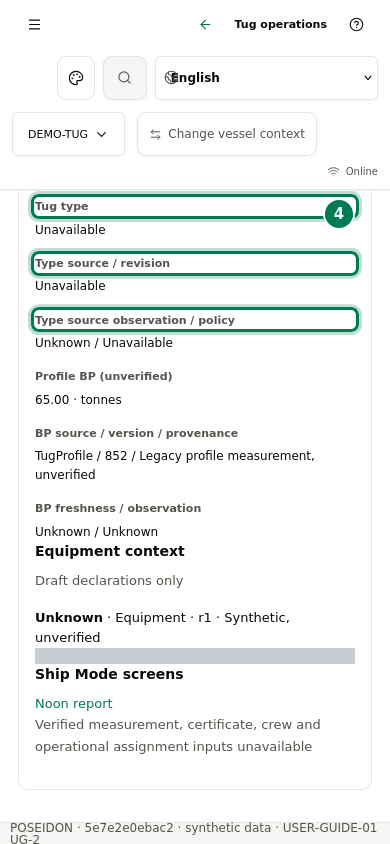 Tug operations
English
DEMO-TUG
Change vessel context
Online
Tug type
4
Unavailable
Type source / revision
Unavailable
Type source observation / policy
Unknown / Unavailable
Profile BP (unverified)
65.00 · tonnes
BP source / version / provenance
TugProfile / 852 / Legacy profile measurement,
unverified
BP freshness / observation
Unknown / Unknown
Equipment context
Draft declarations only
Unknown · Equipment · r1 · Synthetic,
unverified
Ship Mode screens
Noon report
Verified measurement, certificate, crew and
operational assignment inputs unavailable
POSEIDON · 5e7e2e0ebac2 · synthetic data · USER-GUIDE-01
UG-2